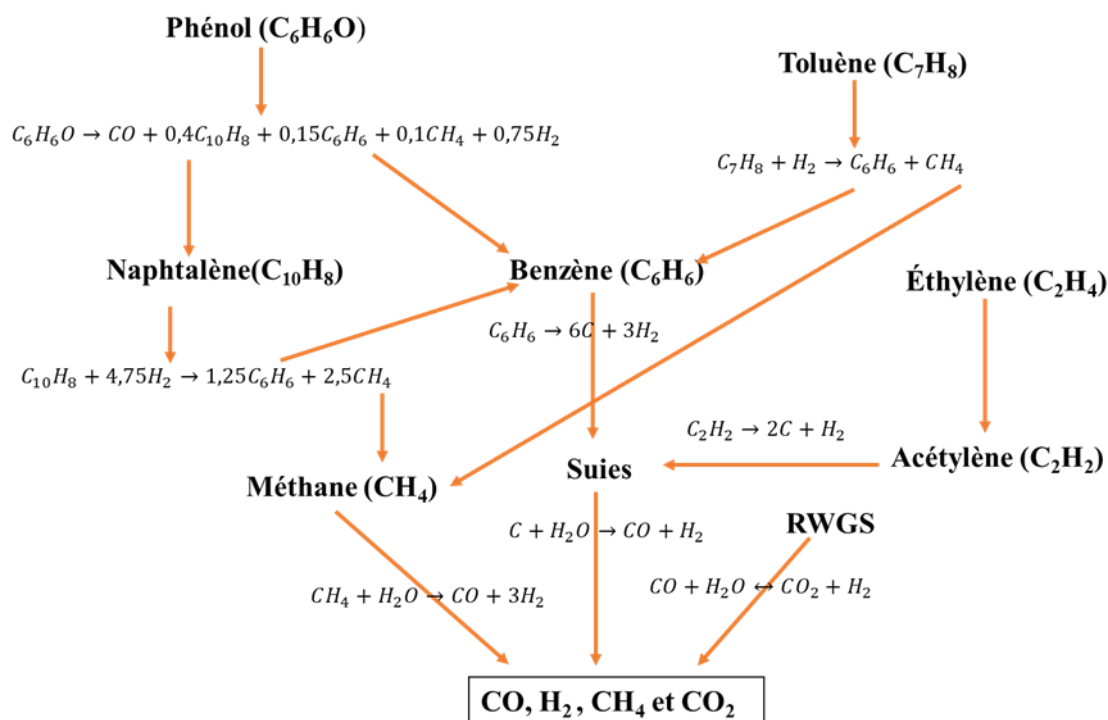 Phénol (C₆H₆O)
Toluène (C₇H₈)
C₆H₆O → CO + 0,4C₁₀H₈ + 0,15C₆H₆ + 0,1CH₄ + 0,75H₂
C₇H₈ + H₂ → C₆H₆ + CH₄
Naphtalène(C₁₀H₈)
Benzène (C₆H₆)
Éthylène (C₂H₄)
C₆H₆ → 6C + 3H₂
C₁₀H₈ + 4,75H₂ → 1,25C₆H₆ + 2,5CH₄
C₂H₂ → 2C + H₂
Acétylène (C₂H₂)
Suies
Méthane (CH₄)
RWGS
C + H₂O → CO + H₂
CH₄ + H₂O → CO + 3H₂
CO + H₂O ↔ CO₂ + H₂
CO, H₂ , CH₄ et CO₂